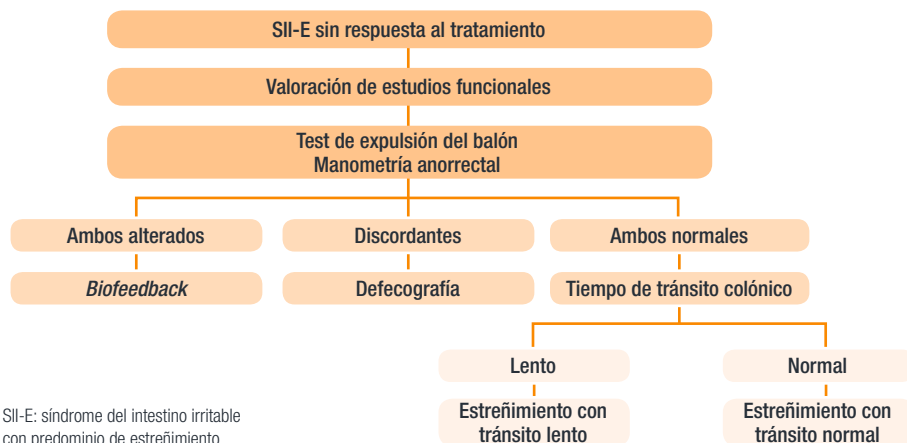 SII-E sin respuesta al tratamiento
Valoración de estudios funcionales
Test de expulsión del balón
Manometría anorrectal
Ambos alterados
Discordantes
Ambos normales
Biofeedback
Defecografía
Tiempo de tránsito colónico
Lento
Normal
Estreñimiento con
tránsito lento
Estreñimiento con
tránsito normal
SII-E: síndrome del intestino irritable
con predominio de estreñimiento